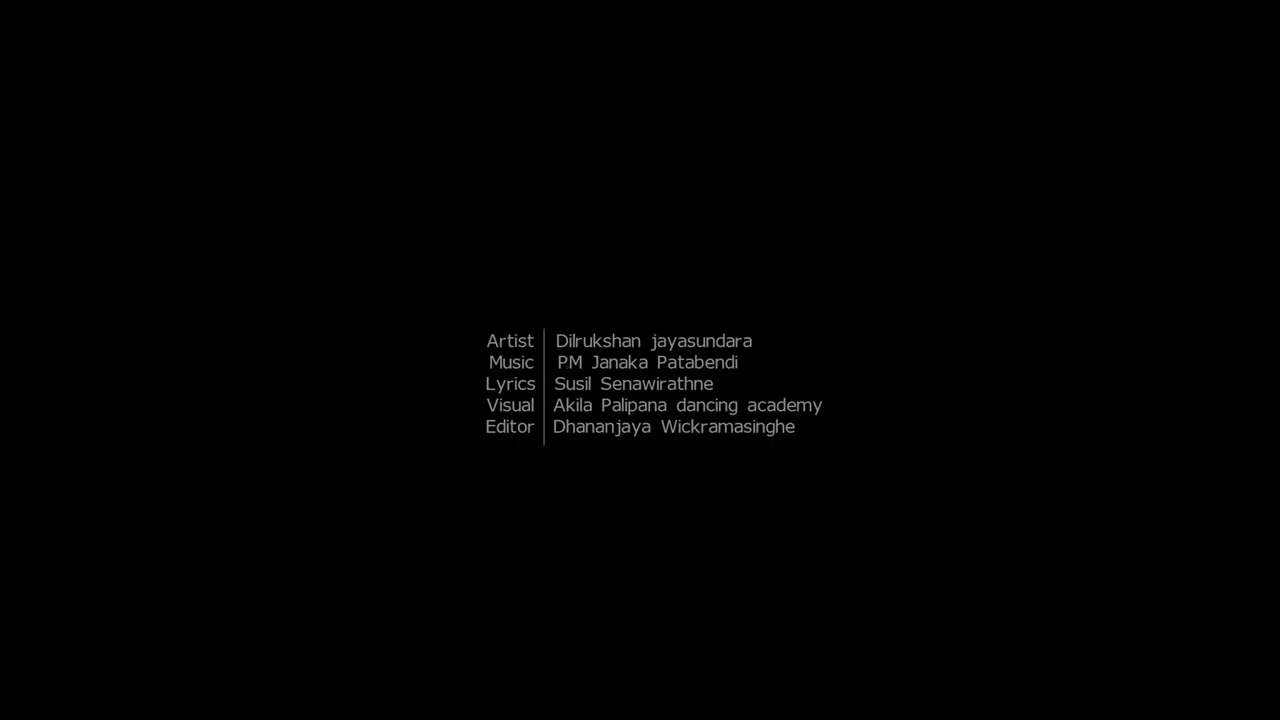 Artist Dilrukshan jayasundara
Music P.M Janaka Patabendi
Lyrics Susil Senawirathne
Visual Akila Palipana dancing academy
Editor Dhananjaya Wickramasinghe